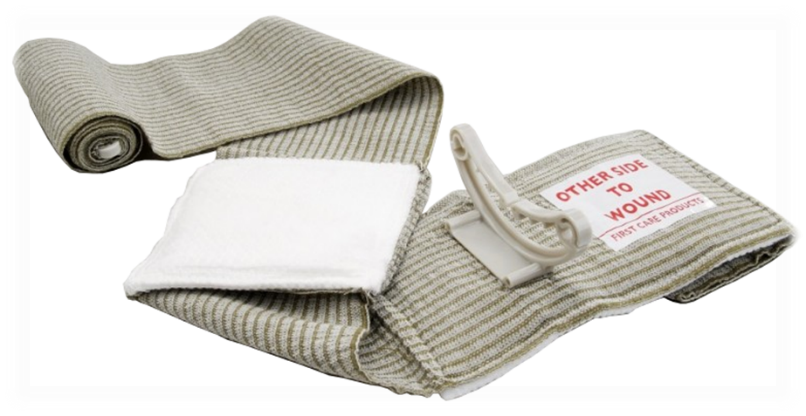 OTHER SIDE
TO
WOUND
FIRST CARE PRODUCTS